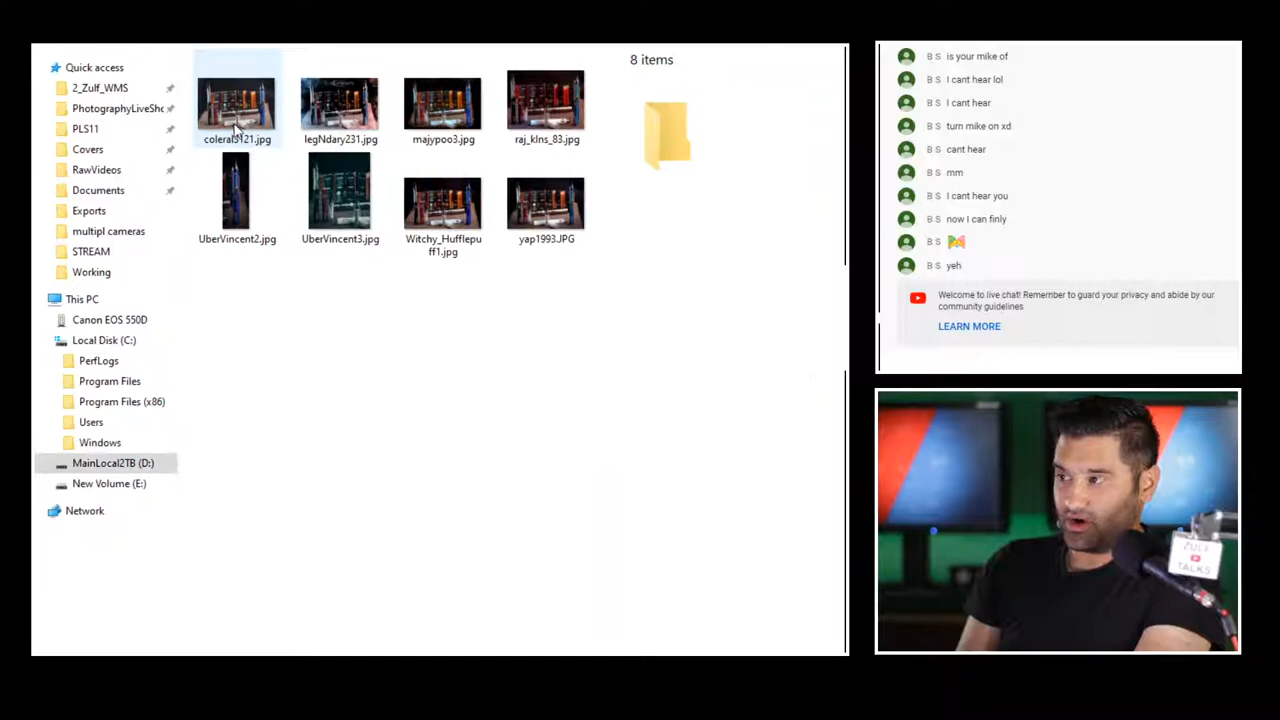 Quick access
2_Zulf_WMS
PhotographyLiveSho
PLS11
Covers
RawVideos
Documents
Exports
multipl cameras
STREAM
Working
This PC
Canon EOS 550D
Local Disk (C:)
PerfLogs
Program Files
Program Files (x86)
Users
Windows
MainLocal2TB (D:)
New Volume (E:)
Network
legNdary231.jpg
majypoo3.jpg
raj_klns_83.jpg
UberVincent2.jpg
UberVincent3.jpg
Witchy_Hufflepu
ff1.jpg
yap1993.JPG
8 items
B S is your mike of
B S I cant hear lol
B S I cant hear
B S turn mike on xd
B S cant hear
B S mm
B S I cant hear you
B S now I can finly
B S
B S yeh
Welcome to live chat! Remember to guard your privacy and abide by our
community guidelines
LEARN MORE
ZULF
TALKS